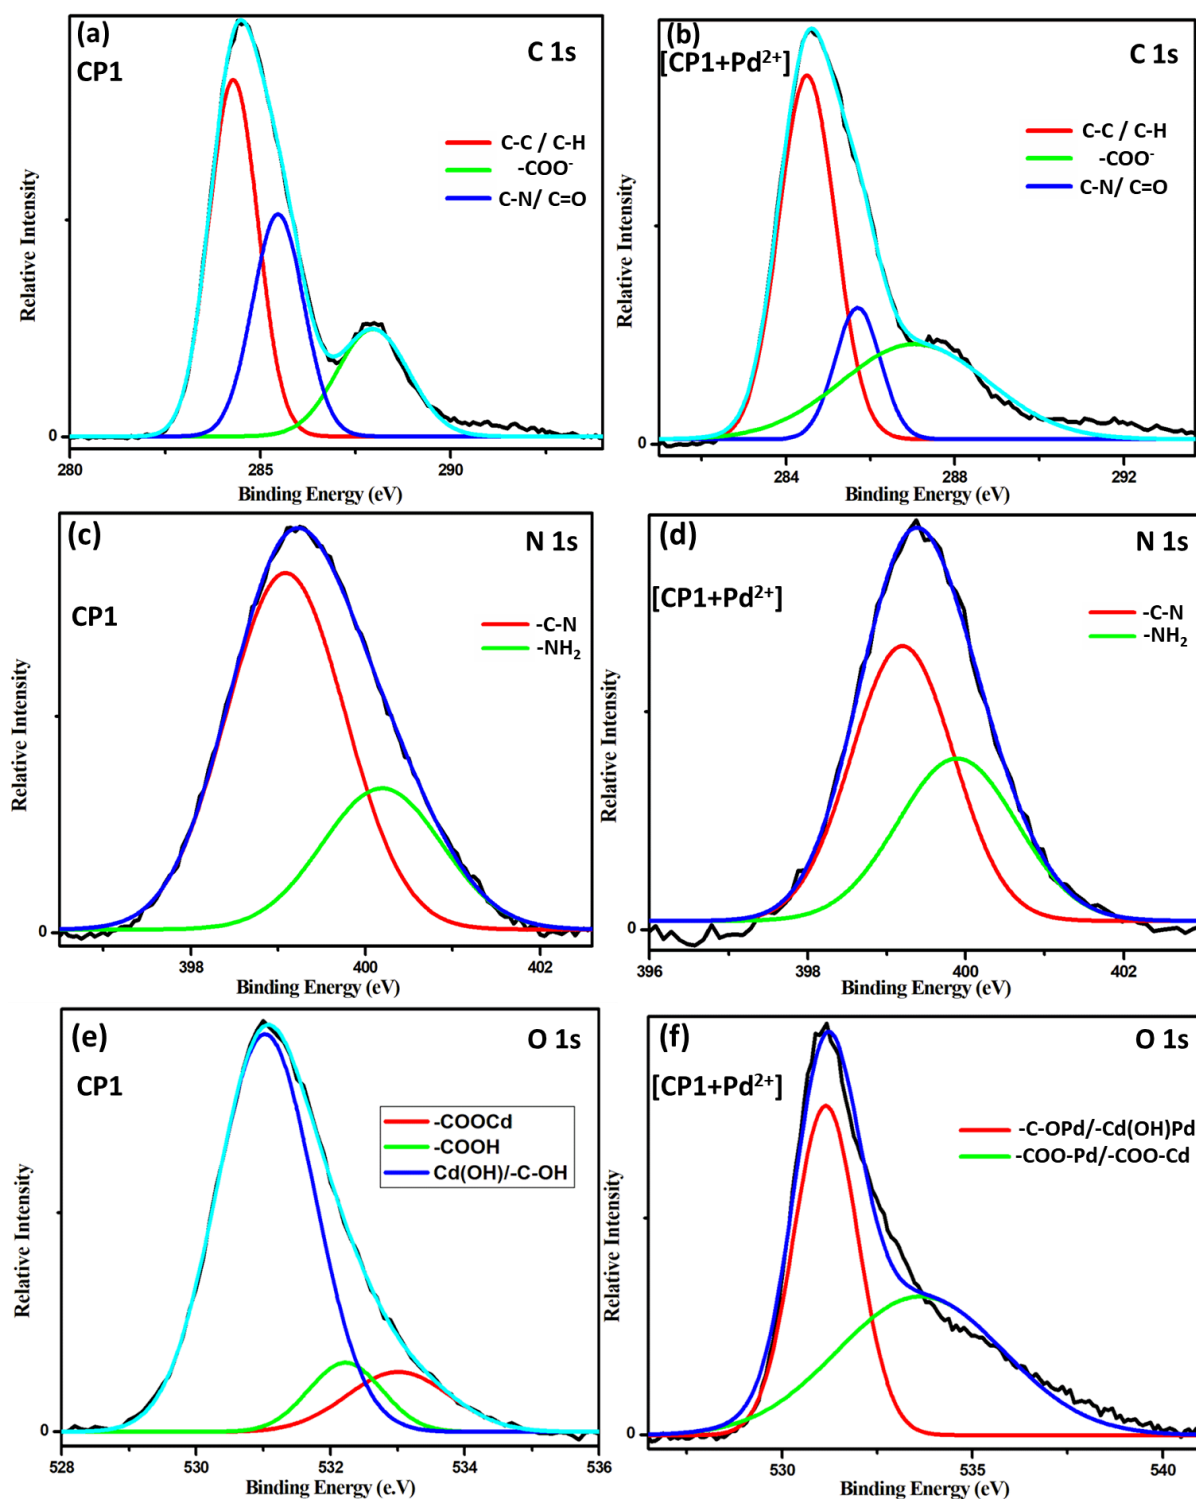 (a)
CP1
C 1s
C-C / C-H
-COO⁻
C-N/ C=O
Relative Intensity
0
280
285
290
Binding Energy (eV)
(b)
[CP1+Pd²⁺]
C 1s
C-C / C-H
-COO⁻
C-N/ C=O
Relative Intensity
0
284
288
292
Binding Energy (eV)
(c)
CP1
N 1s
-C-N
-NH₂
Relative Intensity
0
398
400
402
Binding Energy (eV)
(d)
[CP1+Pd²⁺]
N 1s
-C-N
-NH₂
Relative Intensity
0
396
398
400
402
Binding Energy (eV)
(e)
CP1
O 1s
-COOCd
-COOH
Cd(OH)/-C-OH
Relative Intensity
0
528
530
532
534
536
Binding Energy (e.V)
(f)
[CP1+Pd²⁺]
O 1s
-C-OPd/-Cd(OH)Pd
-COO-Pd/-COO-Cd
Relative Intensity
0
530
535
540
Binding Energy (eV)